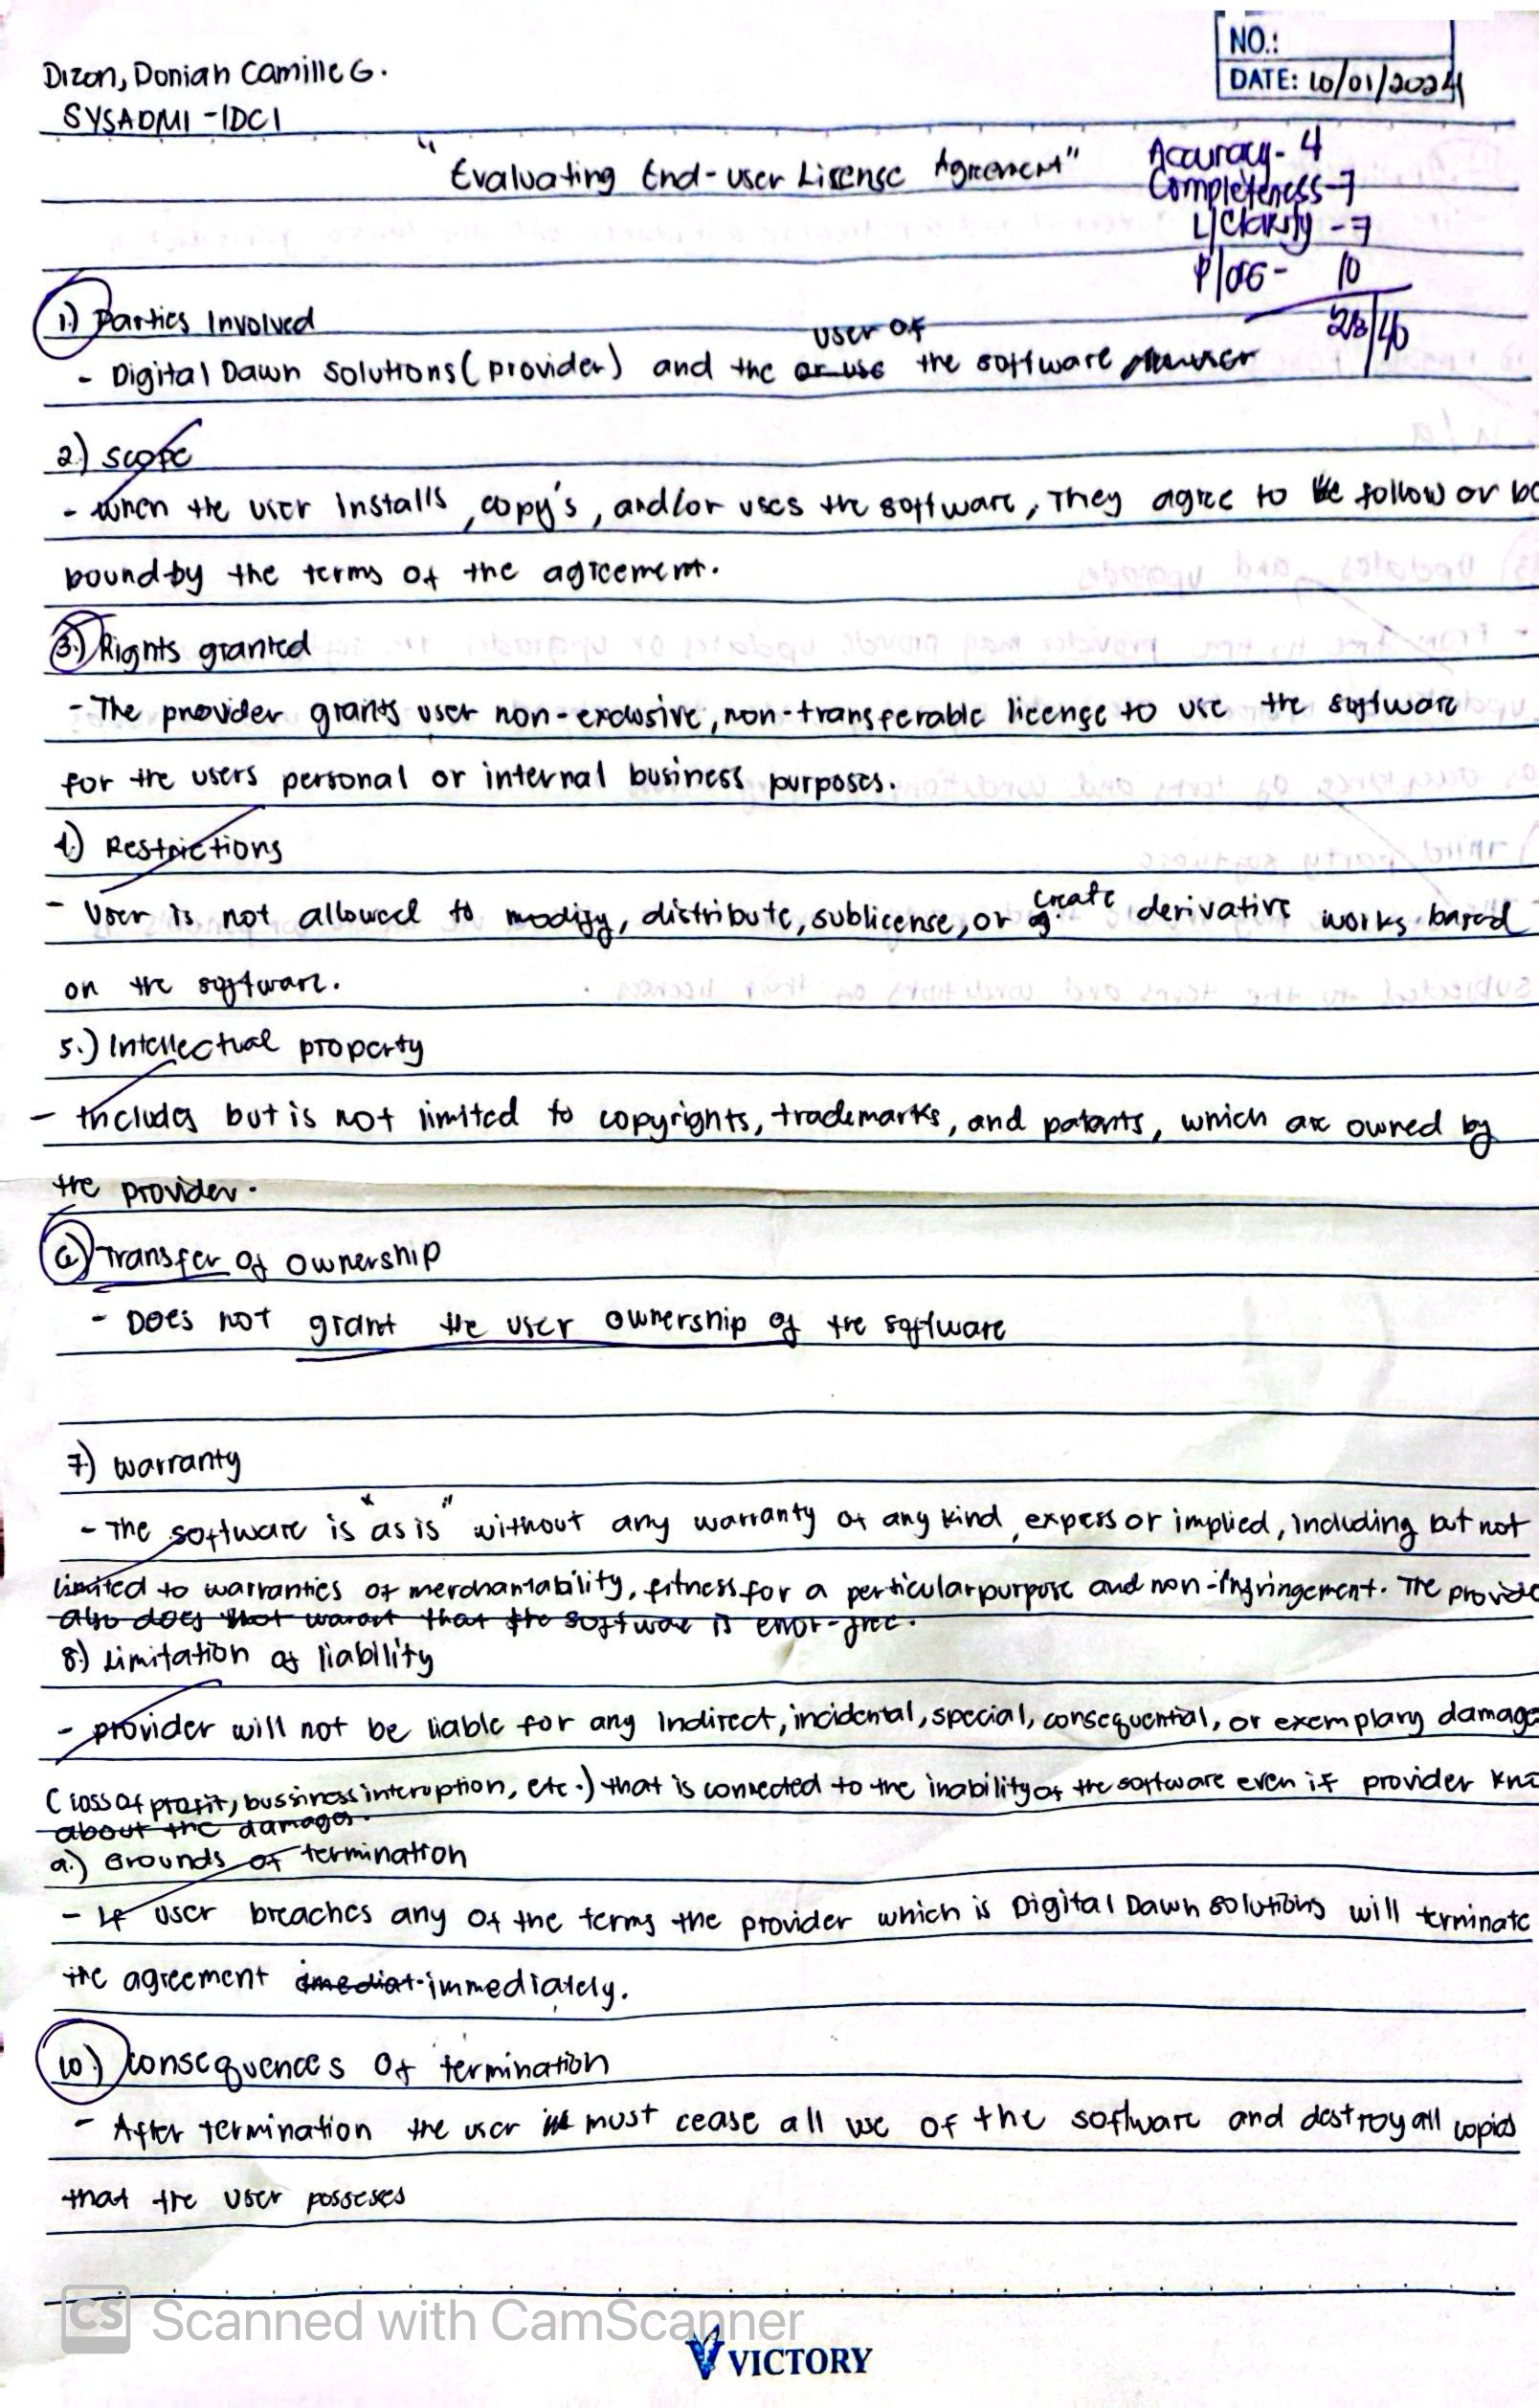 NO.:
DATE: 10/01/2024
Dizon, Doniah Camille G.
SYSADM1 - IDC1
"Evaluating End-user Lisense Agreement"
Accuracy - 4
Completeness - 7
L/Clarity - 7
P/OG - 10
28/40
1.) Parties Involved
- Digital Dawn Solutions (provider) and the or use user of the software
2.) Scope
- When the user Installs, copy's, and/or uses the software, They agree to follow or be
bound by the terms of the agreement.
3.) Rights granted
- The provider grants user non-exclusive, non-transferable license to use the software
for the users personal or internal business purposes.
4.) Restrictions
- User is not allowed to modify, distribute, sublicense, or create derivative works based
on the software.
5.) Intellectual property
- Includes but is not limited to copyrights, trademarks, and patents, which are owned by
the provider.
6.) Transfer of Ownership
- Does not grant the user ownership of the software
7.) Warranty
- The software is "as is" without any warranty of any kind, expess or implied, including but not
limited to warranties of merchantability, fitness for a perticular purpose and non-infringement. The provide
also does not warant that the software is error-free.
8.) Limitation of liability
- provider will not be liable for any Indirect, incidental, special, consequential, or exemplary damage
(loss of profit, bussiness interuption, etc.) that is connected to the inability of the software even if provider kno
about the damages.
9.) Grounds of termination
- If user breaches any of the terms the provider which is Digital Dawn solutions will terminate
the agreement imediat immediately.
10.) Consequences Of termination
- After termination the user must cease all use of the software and destroy all copies
that the user posseses
CS Scanned with CamScanner
VICTORY